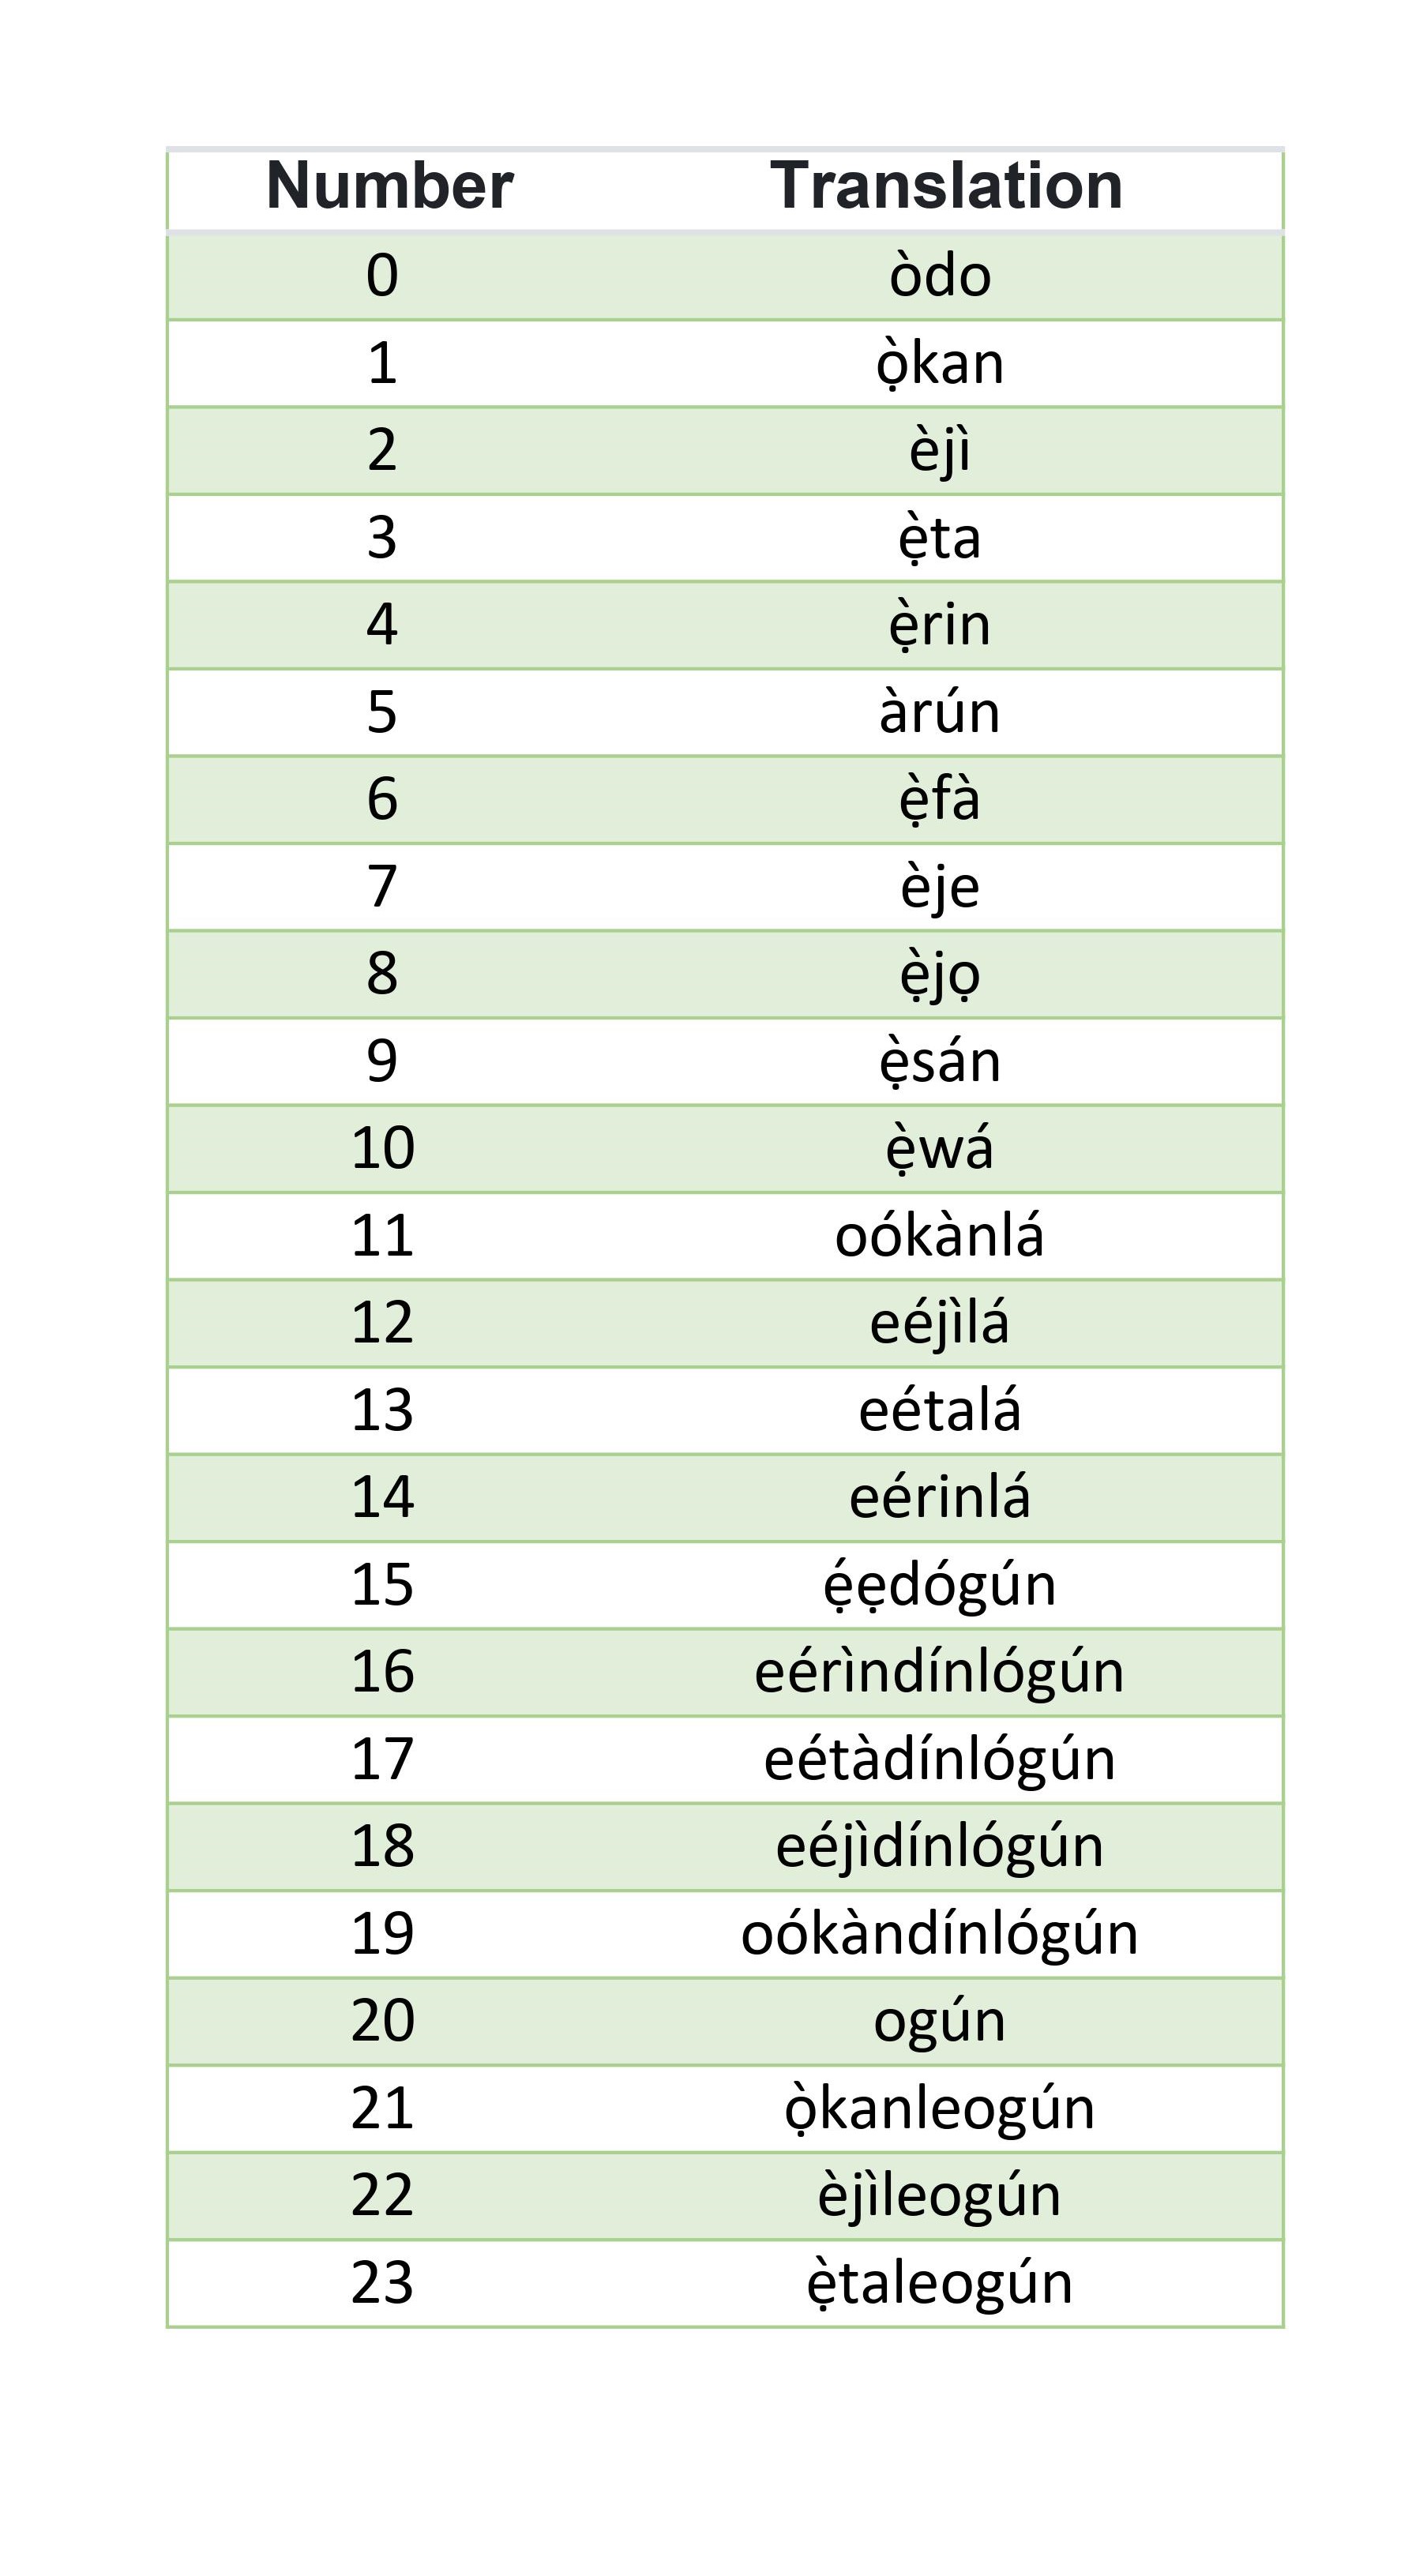 Number Translation
0 òdo
1 ọ̀kan
2 èjì
3 ẹ̀ta
4 ẹ̀rin
5 àrún
6 ẹ̀fà
7 èje
8 ẹ̀jọ
9 ẹ̀sán
10 ẹ̀wá
11 oókànlá
12 eéjìlá
13 eétalá
14 eérinlá
15 ẹ́ẹdógún
16 eérìndínlógún
17 eétàdínlógún
18 eéjìdínlógún
19 oókàndínlógún
20 ogún
21 ọ̀kanleogún
22 èjìleogún
23 ẹ̀taleogún